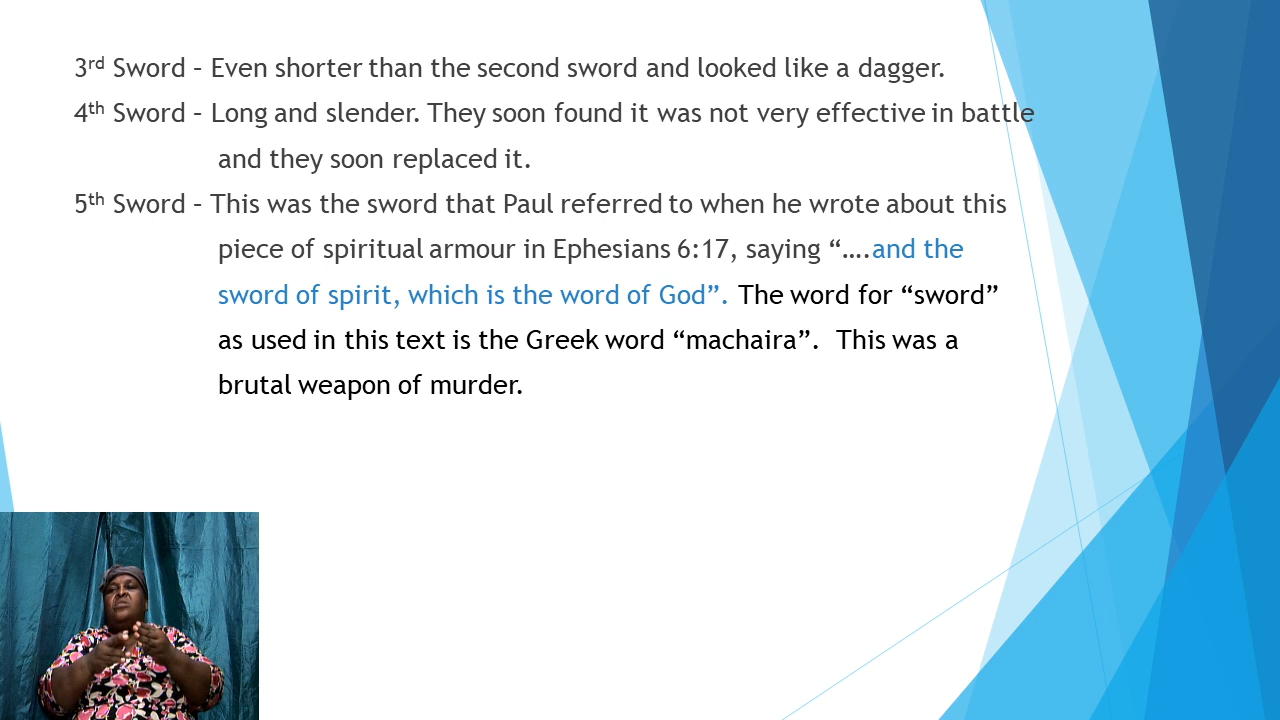 3rd Sword – Even shorter than the second sword and looked like a dagger.
4th Sword – Long and slender. They soon found it was not very effective in battle
and they soon replaced it.
5th Sword – This was the sword that Paul referred to when he wrote about this
piece of spiritual armour in Ephesians 6:17, saying “….and the
sword of spirit, which is the word of God”. The word for “sword”
as used in this text is the Greek word “machaira”.  This was a
brutal weapon of murder.